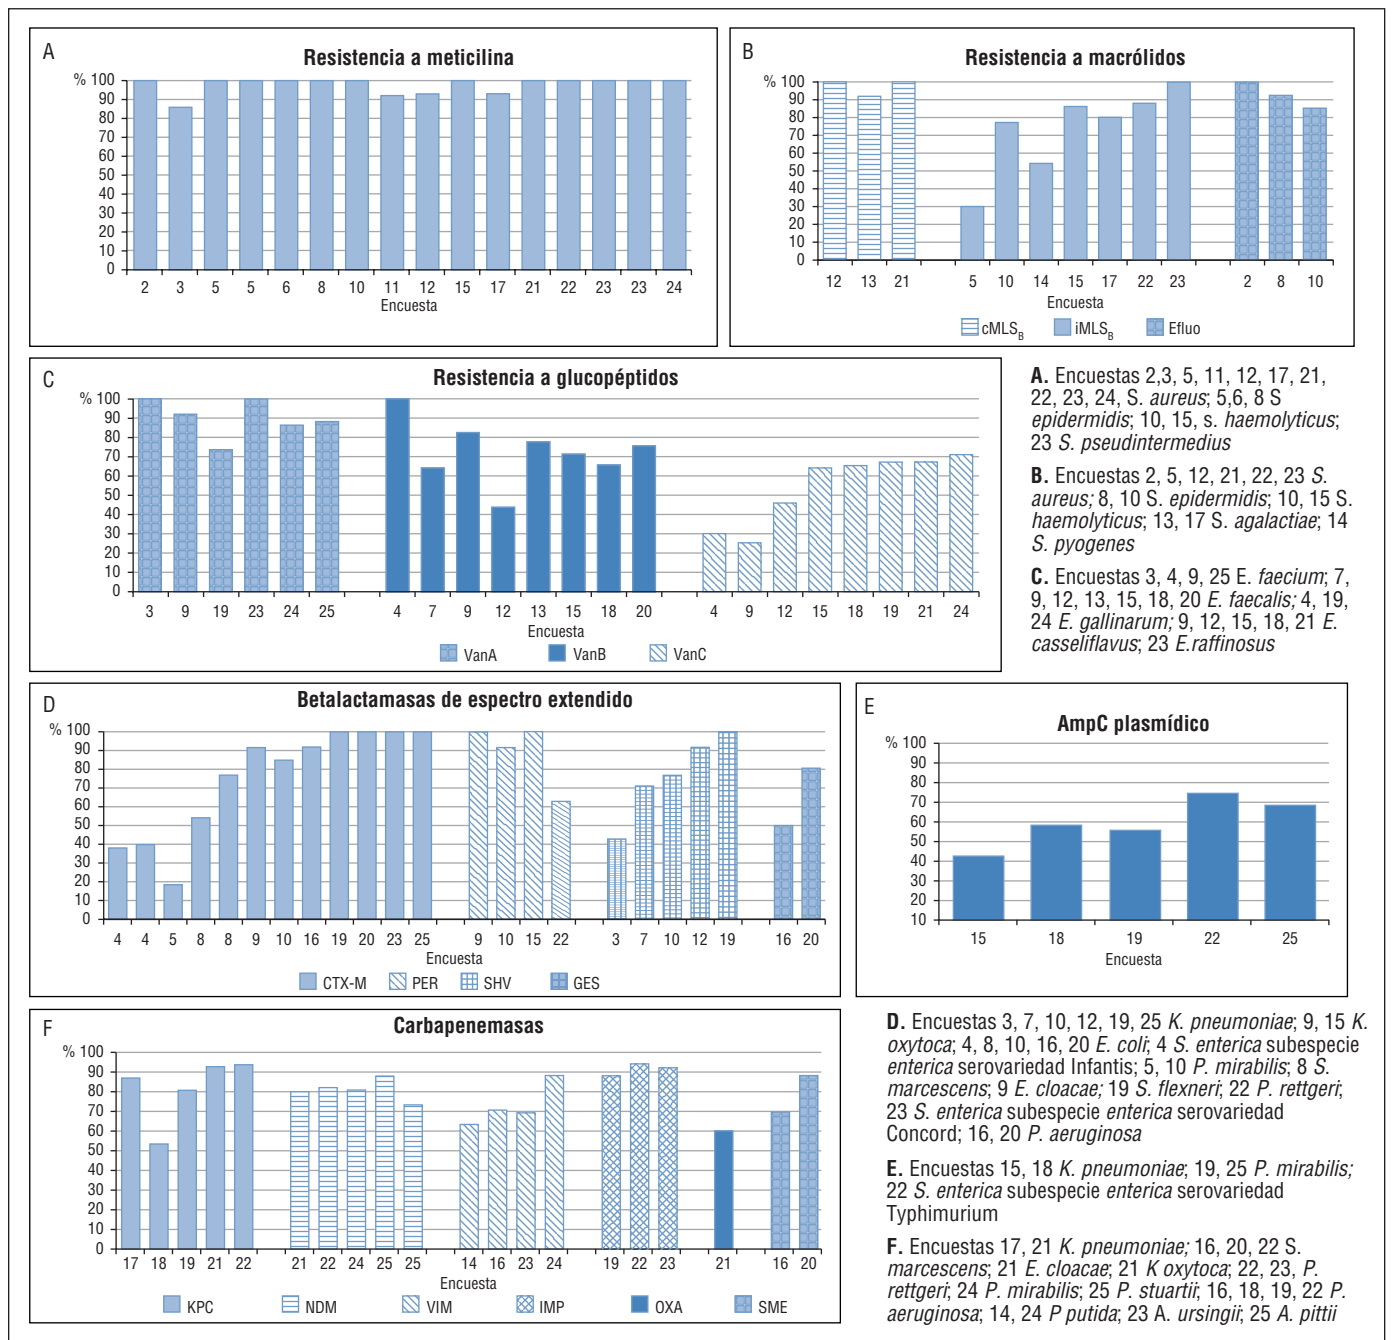 A
Resistencia a meticilina
% 100
90
80
70
60
50
40
30
20
10
0
2 3 5 5 6 8 10 11 12 15 17 21 22 23 23 24
Encuesta
B
Resistencia a macrólidos
% 100
90
80
70
60
50
40
30
20
10
0
12 13 21 5 10 14 15 17 22 23 2 8 10
Encuesta
cMLSB iMLSB Efluo
C
Resistencia a glucopéptidos
% 100
90
80
70
60
50
40
30
20
10
0
3 9 19 23 24 25 4 7 9 12 13 15 18 20 4 9 12 15 18 19 21 24
Encuesta
VanA VanB VanC
A. Encuestas 2,3, 5, 11, 12, 17, 21,
22, 23, 24, S. aureus; 5,6, 8 S
epidermidis; 10, 15, s. haemolyticus;
23 S. pseudintermedius
B. Encuestas 2, 5, 12, 21, 22, 23 S.
aureus; 8, 10 S. epidermis; 10, 15 S.
haemolyticus; 13, 17 S. agalactiae; 14
S. pyogenes
C. Encuestas 3, 4, 9, 25 E. faecium; 7,
9, 12, 13, 15, 18, 20 E. faecalis; 4, 19,
24 E. gallinarum; 9, 12, 15, 18, 21 E.
casseliflavus; 23 E.raffinosus
D
Betalactamasas de espectro extendido
% 100
90
80
70
60
50
40
30
20
10
0
4 4 5 8 8 9 10 16 19 20 23 25 9 10 15 22 3 7 10 12 19 16 20
Encuesta
CTX-M PER SHV GES
E
AmpC plasmídico
% 100
90
80
70
60
50
40
30
20
10
15 18 19 22 25
Encuesta
F
Carbapenemasas
% 100
90
80
70
60
50
40
30
20
10
0
17 18 19 21 22 21 22 24 25 25 14 16 23 24 19 22 23 21 16 20
Encuesta
KPC NDM VIM IMP OXA SME
D. Encuestas 3, 7, 10, 12, 19, 25 K. pneumoniae; 9, 15 K.
oxytoca; 4, 8, 10, 16, 20 E. coli; 4 S. enterica subespecie
enterica serovariedad Infantis; 5, 10 P. mirabilis; 8 S.
marcescens; 9 E. cloacae; 19 S. flexneri; 22 P. rettgeri;
23 S. enterica subespecie enterica serovariedad
Concord; 16, 20 P. aeruginosa
E. Encuestas 15, 18 K. pneumoniae; 19, 25 P. mirabilis;
22 S. enterica subespecie enterica serovariedad
Typhimurium
F. Encuestas 17, 21 K. pneumoniae; 16, 20, 22 S.
marcescens; 21 E. cloacae; 21 K oxytoca; 22, 23, P.
rettgeri; 24 P. mirabilis; 25 P. stuartii; 16, 18, 19, 22 P.
aeruginosa; 14, 24 P putida; 23 A. ursingii; 25 A. pittii